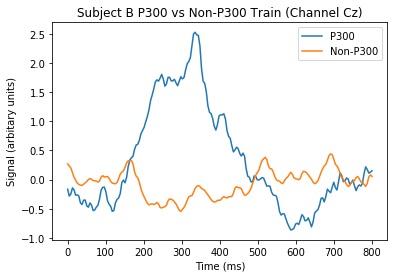 Subject B P300 vs Non-P300 Train (Channel Cz)
P300
Non-P300
Signal (arbitary units)
2.5
2.0
1.5
1.0
0.5
0.0
−0.5
−1.0
0 100 200 300 400 500 600 700 800
Time (ms)